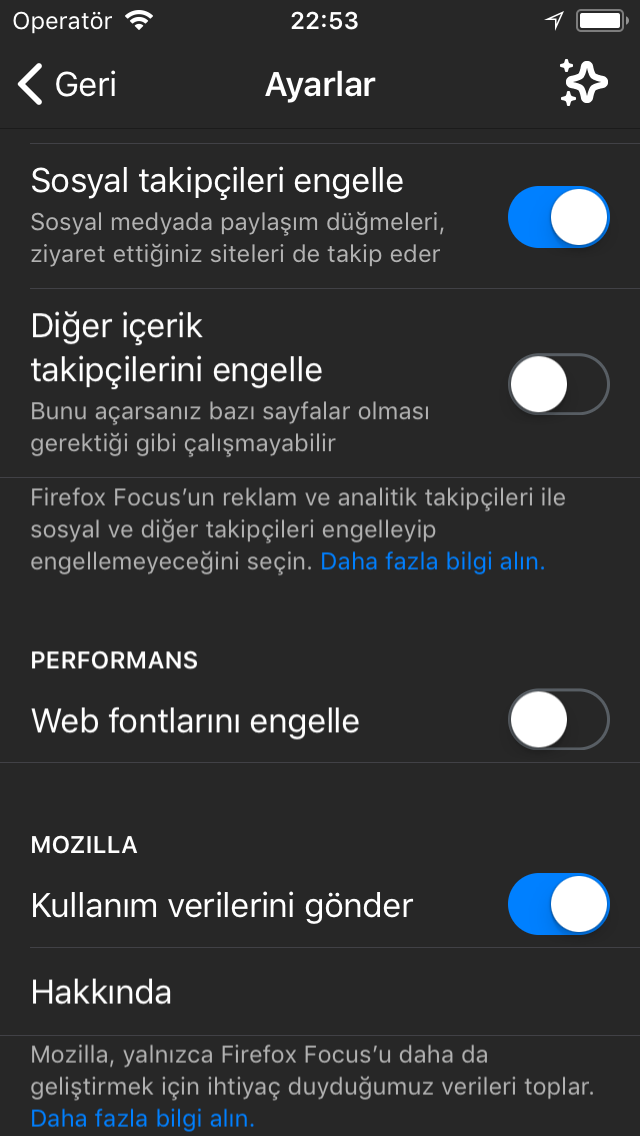 Operatör 22:53
Geri Ayarlar
Sosyal takipçileri engelle
Sosyal medyada paylaşım düğmeleri,
ziyaret ettiğiniz siteleri de takip eder
Diğer içerik
takipçilerini engelle
Bunu açarsanız bazı sayfalar olması
gerektiği gibi çalışmayabilir
Firefox Focus’un reklam ve analitik takipçileri ile
sosyal ve diğer takipçileri engelleyip
engellemeyeceğini seçin. Daha fazla bilgi alın.
PERFORMANS
Web fontlarını engelle
MOZILLA
Kullanım verilerini gönder
Hakkında
Mozilla, yalnızca Firefox Focus’u daha da
geliştirmek için ihtiyaç duyduğumuz verileri toplar.
Daha fazla bilgi alın.